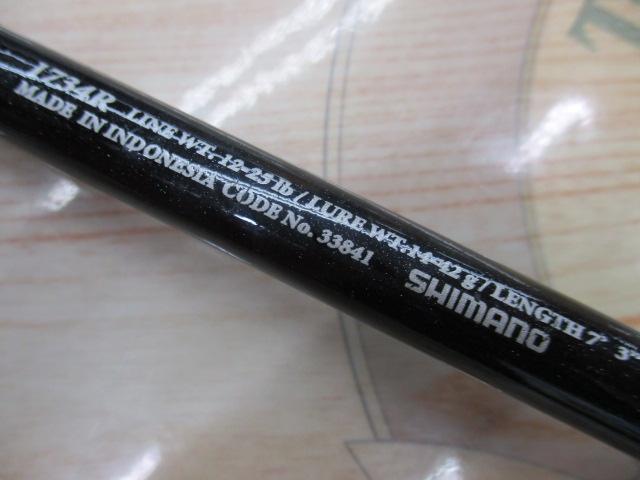 1734R LINE WT. 12-25 lb / LURE WT. 14-42 g / LENGTH 7' 3"
MADE IN INDONESIA CODE No. 33841
SHIMANO